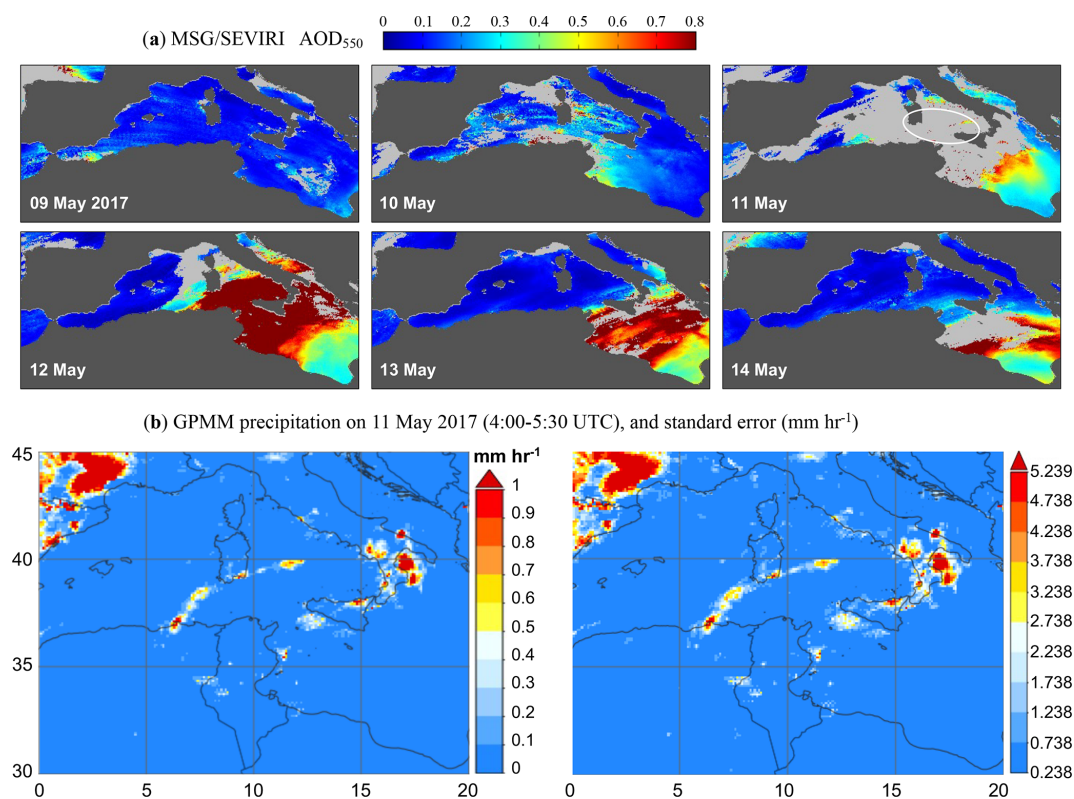 (a) MSG/SEVIRI AOD550
0 0.1 0.2 0.3 0.4 0.5 0.6 0.7 0.8
09 May 2017
10 May
11 May
12 May
13 May
14 May
(b) GPMM precipitation on 11 May 2017 (4:00-5:30 UTC), and standard error (mm hr-1)
45
40
35
30
0 5 10 15 20
mm hr-1
1
0.9
0.8
0.7
0.6
0.5
0.4
0.3
0.2
0.1
0
0 5 10 15 20
5.239
4.738
4.238
3.738
3.238
2.738
2.238
1.738
1.238
0.738
0.238